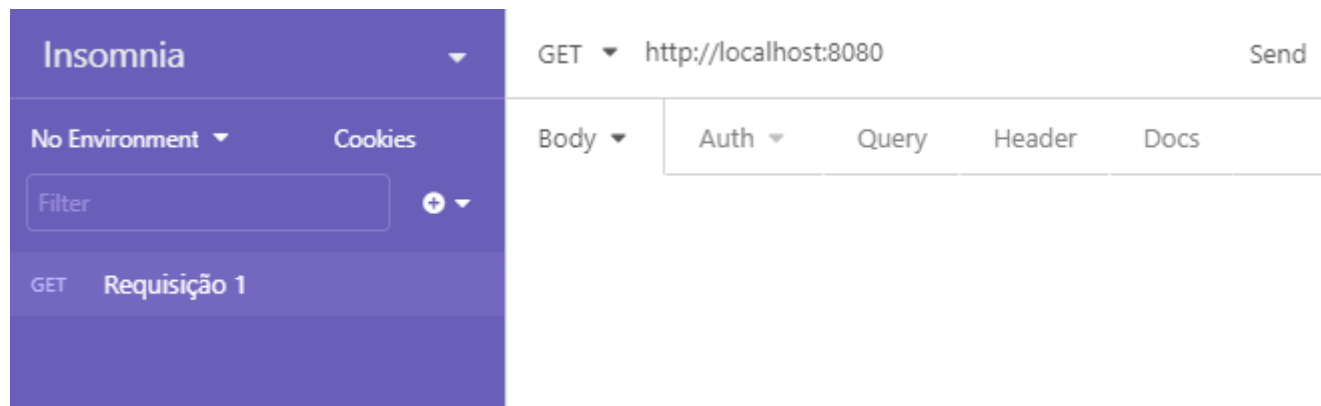 Insomnia
GET http://localhost:8080 Send
No Environment Cookies
Body Auth Query Header Docs
Filter
GET Requisição 1